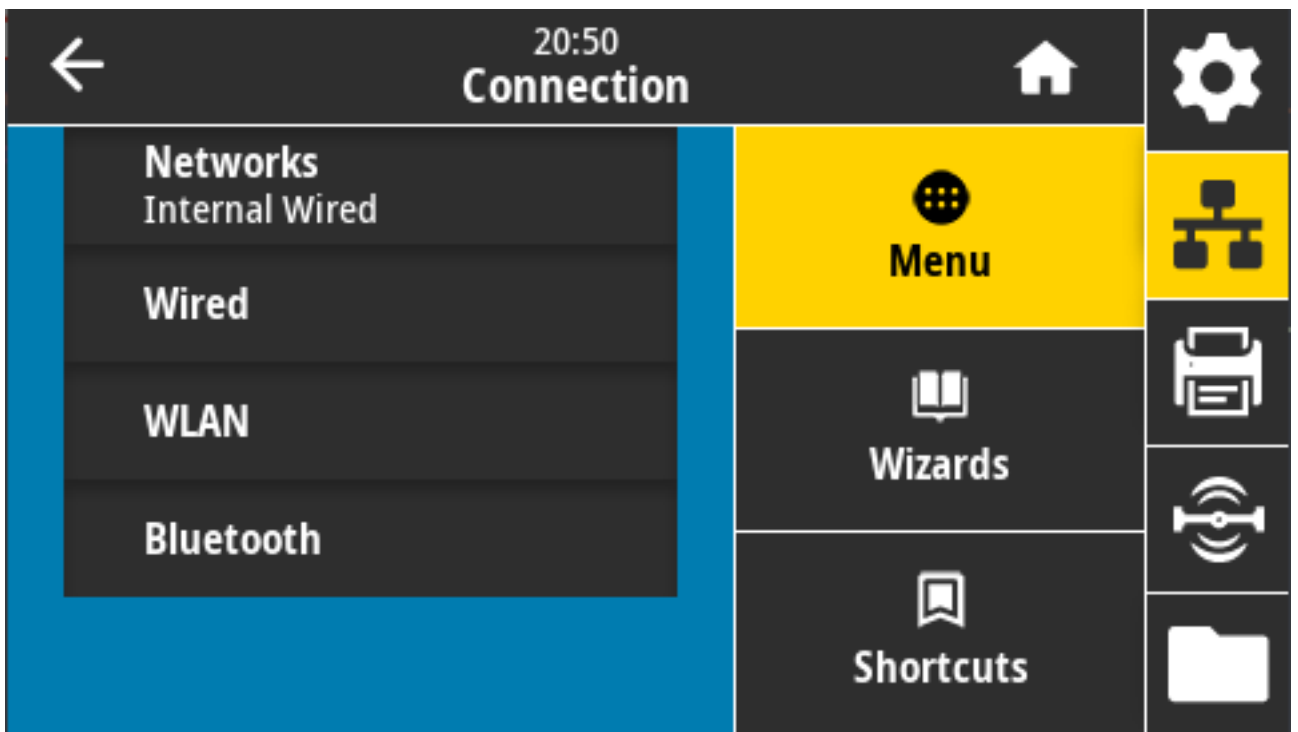 20:50
Connection
Networks
Internal Wired
Wired
WLAN
Bluetooth
Menu
Wizards
Shortcuts